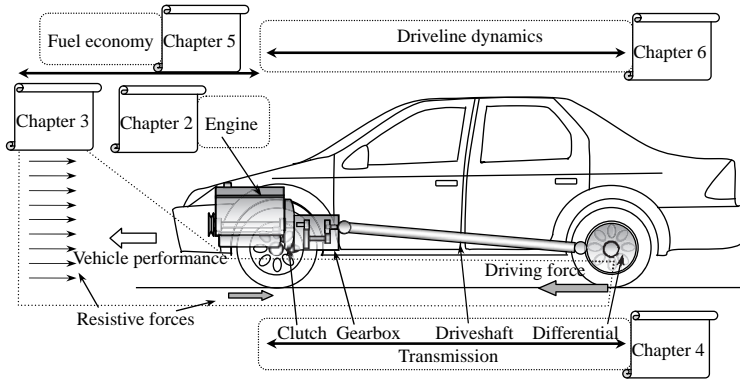 Fuel economy
Chapter 5
Driveline dynamics
Chapter 6
Chapter 3
Chapter 2
Engine
Vehicle performance
Driving force
Resistive forces
Clutch
Gearbox
Driveshaft
Differential
Transmission
Chapter 4